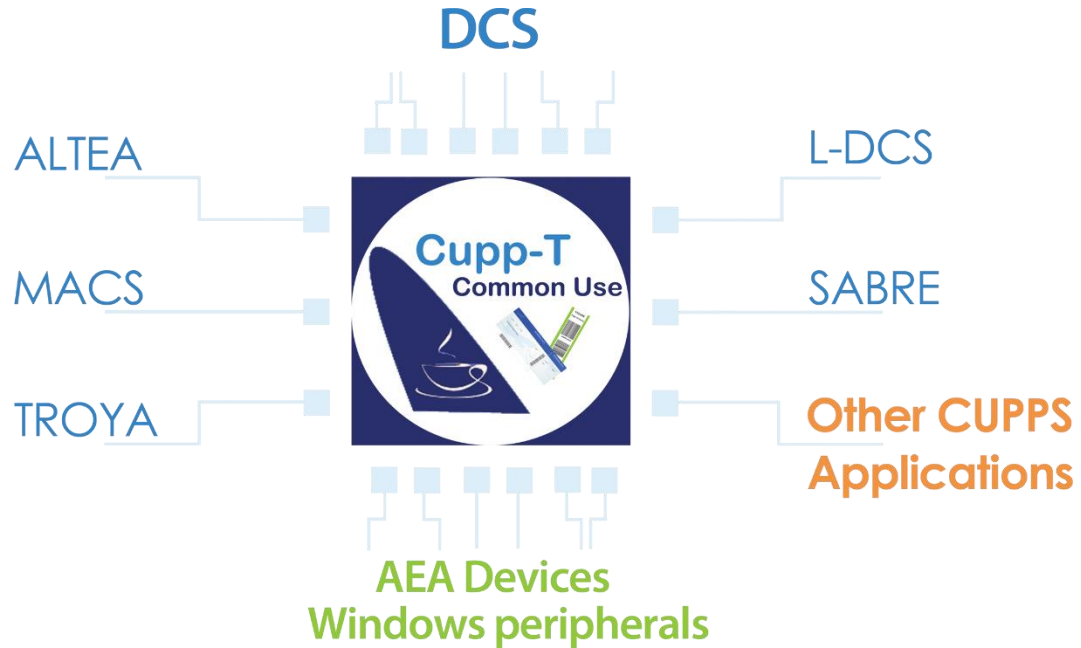 DCS
ALTEA
L-DCS
Cupp-T
Common Use
MACS
SABRE
TROYA
Other CUPPS
Applications
AEA Devices
Windows peripherals